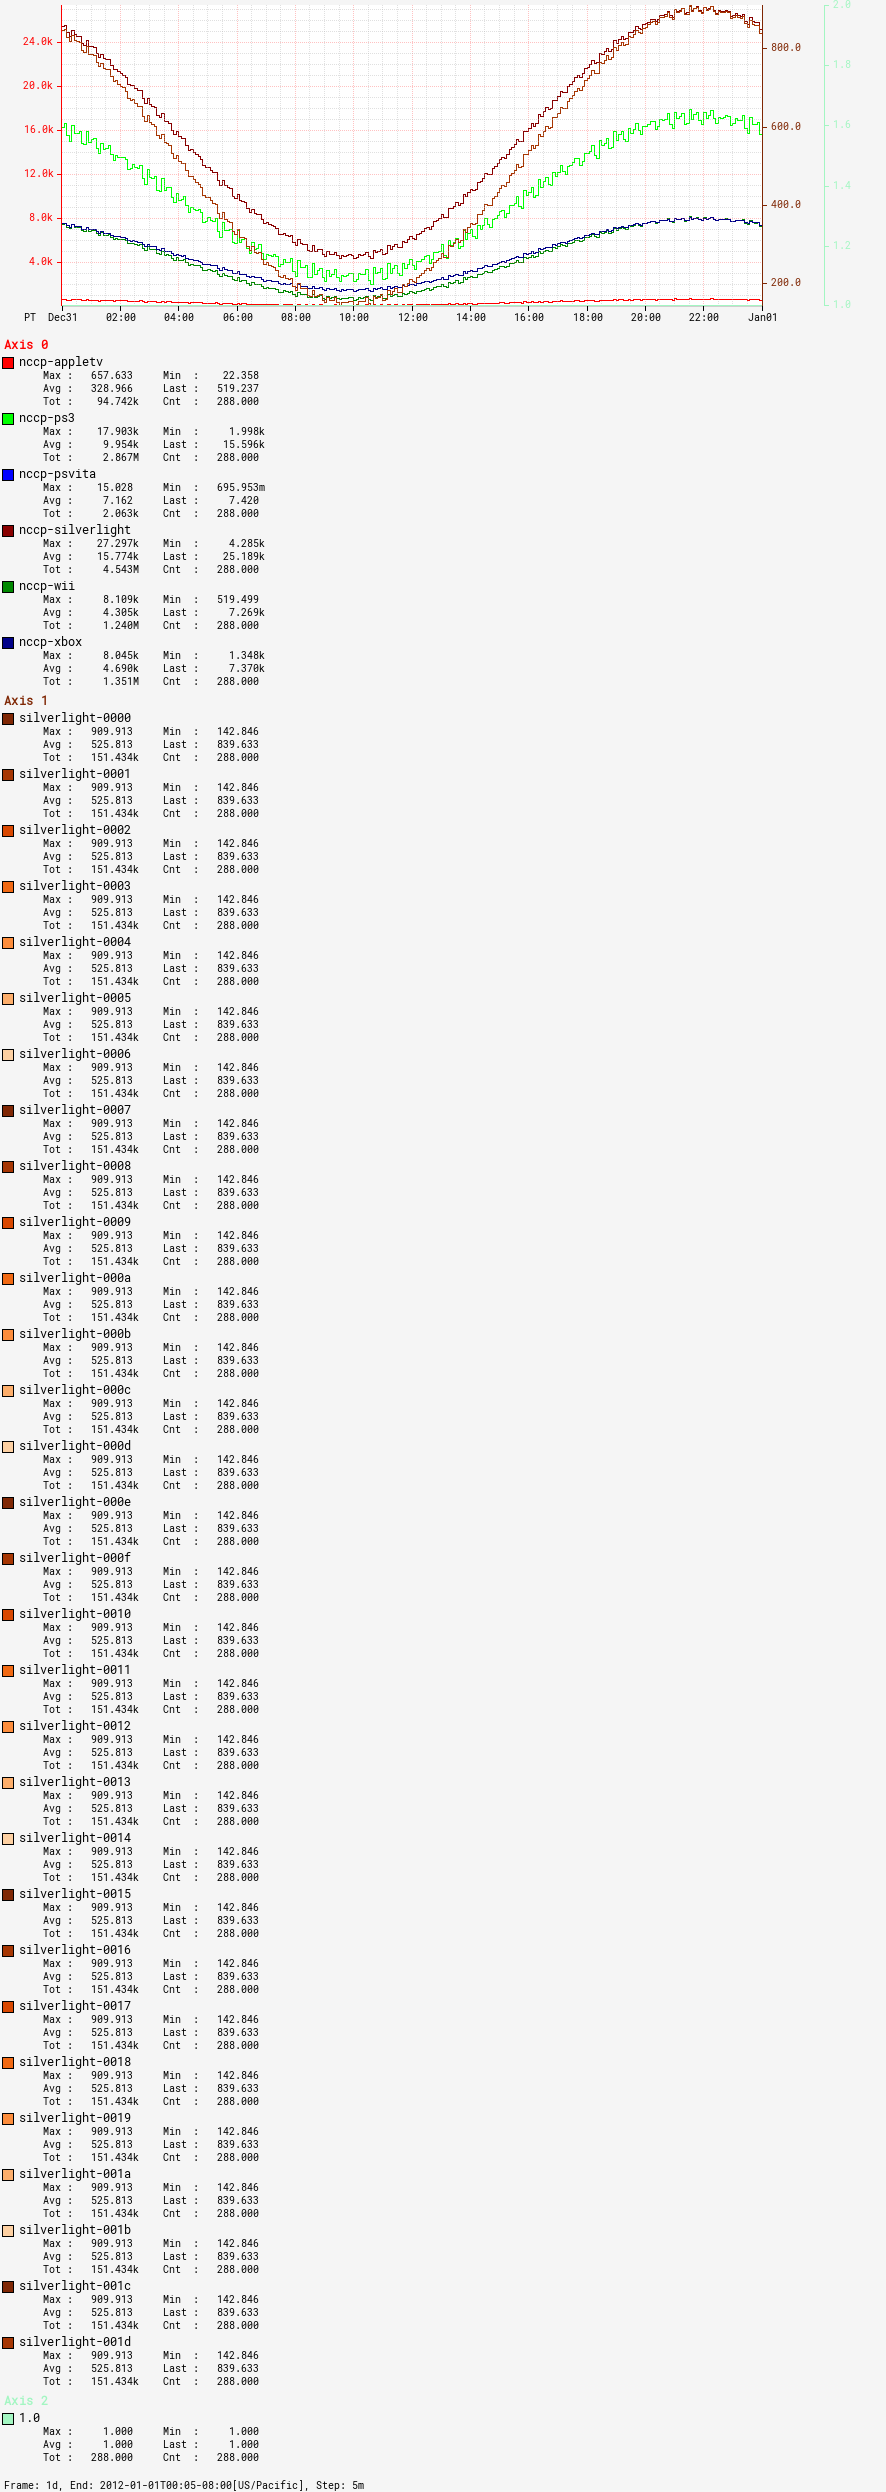 2.0
24.0k
800.0
1.8
20.0k
16.0k
600.0
1.6
12.0k
1.4
400.0
8.0k
1.2
4.0k
200.0
1.0
PT Dec31 02:00 04:00 06:00 08:00 10:00 12:00 14:00 16:00 18:00 20:00 22:00 Jan01
Axis 0
nccp-appletv
Max : 657.633 Min : 22.358
Avg : 328.966 Last : 519.237
Tot : 94.742k Cnt : 288.000
nccp-ps3
Max : 17.903k Min : 1.998k
Avg : 9.954k Last : 15.596k
Tot : 2.867M Cnt : 288.000
nccp-psvita
Max : 15.028 Min : 695.953m
Avg : 7.162 Last : 7.420
Tot : 2.063k Cnt : 288.000
nccp-silverlight
Max : 27.297k Min : 4.285k
Avg : 15.774k Last : 25.189k
Tot : 4.543M Cnt : 288.000
nccp-wii
Max : 8.109k Min : 519.499
Avg : 4.305k Last : 7.269k
Tot : 1.240M Cnt : 288.000
nccp-xbox
Max : 8.045k Min : 1.348k
Avg : 4.690k Last : 7.370k
Tot : 1.351M Cnt : 288.000
Axis 1
silverlight-0000
Max : 909.913 Min : 142.846
Avg : 525.813 Last : 839.633
Tot : 151.434k Cnt : 288.000
silverlight-0001
Max : 909.913 Min : 142.846
Avg : 525.813 Last : 839.633
Tot : 151.434k Cnt : 288.000
silverlight-0002
Max : 909.913 Min : 142.846
Avg : 525.813 Last : 839.633
Tot : 151.434k Cnt : 288.000
silverlight-0003
Max : 909.913 Min : 142.846
Avg : 525.813 Last : 839.633
Tot : 151.434k Cnt : 288.000
silverlight-0004
Max : 909.913 Min : 142.846
Avg : 525.813 Last : 839.633
Tot : 151.434k Cnt : 288.000
silverlight-0005
Max : 909.913 Min : 142.846
Avg : 525.813 Last : 839.633
Tot : 151.434k Cnt : 288.000
silverlight-0006
Max : 909.913 Min : 142.846
Avg : 525.813 Last : 839.633
Tot : 151.434k Cnt : 288.000
silverlight-0007
Max : 909.913 Min : 142.846
Avg : 525.813 Last : 839.633
Tot : 151.434k Cnt : 288.000
silverlight-0008
Max : 909.913 Min : 142.846
Avg : 525.813 Last : 839.633
Tot : 151.434k Cnt : 288.000
silverlight-0009
Max : 909.913 Min : 142.846
Avg : 525.813 Last : 839.633
Tot : 151.434k Cnt : 288.000
silverlight-000a
Max : 909.913 Min : 142.846
Avg : 525.813 Last : 839.633
Tot : 151.434k Cnt : 288.000
silverlight-000b
Max : 909.913 Min : 142.846
Avg : 525.813 Last : 839.633
Tot : 151.434k Cnt : 288.000
silverlight-000c
Max : 909.913 Min : 142.846
Avg : 525.813 Last : 839.633
Tot : 151.434k Cnt : 288.000
silverlight-000d
Max : 909.913 Min : 142.846
Avg : 525.813 Last : 839.633
Tot : 151.434k Cnt : 288.000
silverlight-000e
Max : 909.913 Min : 142.846
Avg : 525.813 Last : 839.633
Tot : 151.434k Cnt : 288.000
silverlight-000f
Max : 909.913 Min : 142.846
Avg : 525.813 Last : 839.633
Tot : 151.434k Cnt : 288.000
silverlight-0010
Max : 909.913 Min : 142.846
Avg : 525.813 Last : 839.633
Tot : 151.434k Cnt : 288.000
silverlight-0011
Max : 909.913 Min : 142.846
Avg : 525.813 Last : 839.633
Tot : 151.434k Cnt : 288.000
silverlight-0012
Max : 909.913 Min : 142.846
Avg : 525.813 Last : 839.633
Tot : 151.434k Cnt : 288.000
silverlight-0013
Max : 909.913 Min : 142.846
Avg : 525.813 Last : 839.633
Tot : 151.434k Cnt : 288.000
silverlight-0014
Max : 909.913 Min : 142.846
Avg : 525.813 Last : 839.633
Tot : 151.434k Cnt : 288.000
silverlight-0015
Max : 909.913 Min : 142.846
Avg : 525.813 Last : 839.633
Tot : 151.434k Cnt : 288.000
silverlight-0016
Max : 909.913 Min : 142.846
Avg : 525.813 Last : 839.633
Tot : 151.434k Cnt : 288.000
silverlight-0017
Max : 909.913 Min : 142.846
Avg : 525.813 Last : 839.633
Tot : 151.434k Cnt : 288.000
silverlight-0018
Max : 909.913 Min : 142.846
Avg : 525.813 Last : 839.633
Tot : 151.434k Cnt : 288.000
silverlight-0019
Max : 909.913 Min : 142.846
Avg : 525.813 Last : 839.633
Tot : 151.434k Cnt : 288.000
silverlight-001a
Max : 909.913 Min : 142.846
Avg : 525.813 Last : 839.633
Tot : 151.434k Cnt : 288.000
silverlight-001b
Max : 909.913 Min : 142.846
Avg : 525.813 Last : 839.633
Tot : 151.434k Cnt : 288.000
silverlight-001c
Max : 909.913 Min : 142.846
Avg : 525.813 Last : 839.633
Tot : 151.434k Cnt : 288.000
silverlight-001d
Max : 909.913 Min : 142.846
Avg : 525.813 Last : 839.633
Tot : 151.434k Cnt : 288.000
Axis 2
1.0
Max : 1.000 Min : 1.000
Avg : 1.000 Last : 1.000
Tot : 288.000 Cnt : 288.000
Frame: 1d, End: 2012-01-01T00:05-08:00[US/Pacific], Step: 5m